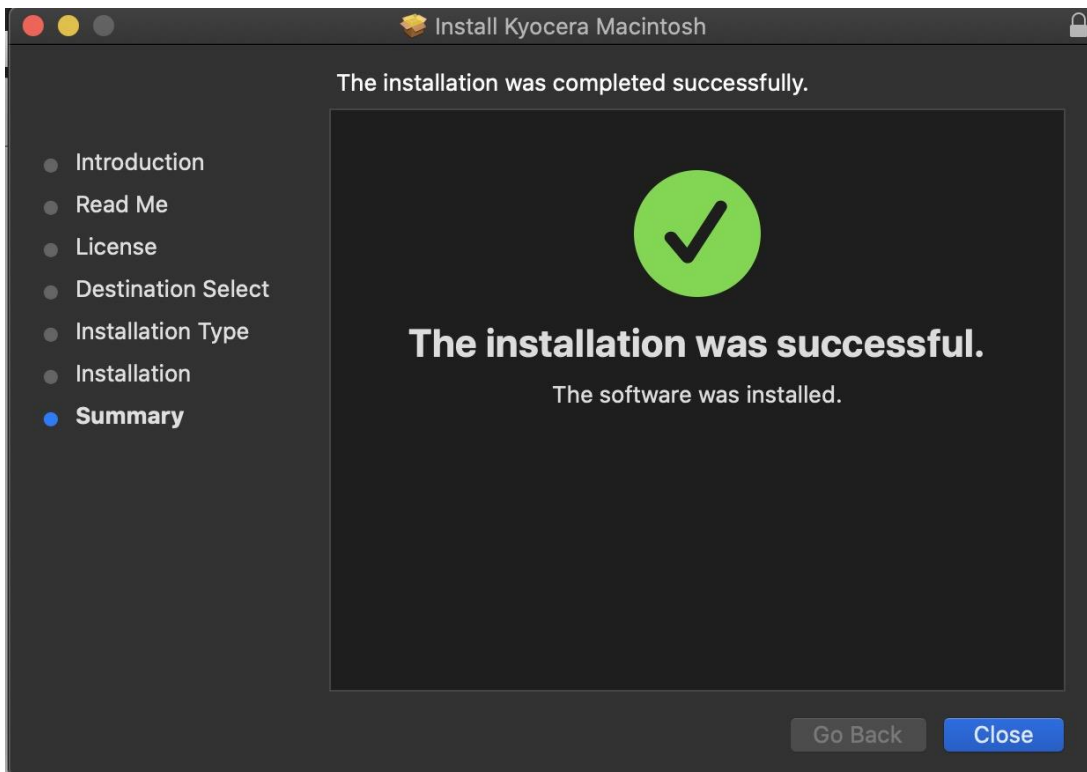 Install Kyocera Macintosh
The installation was completed successfully.
Introduction
Read Me
License
Destination Select
Installation Type
Installation
Summary
The installation was successful.
The software was installed.
Go Back
Close